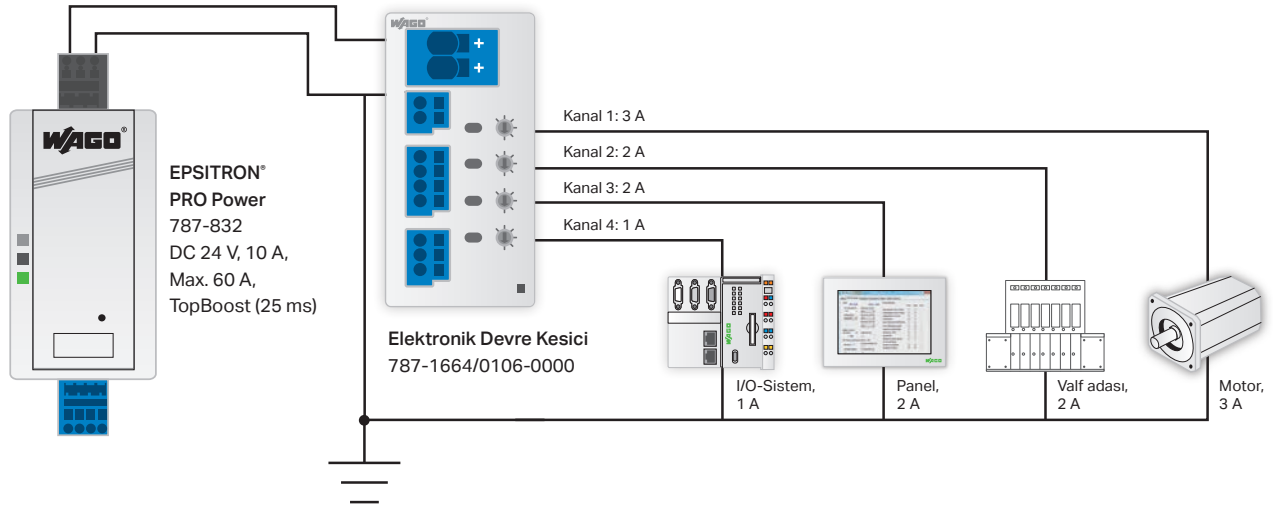 WAGO®
EPSITRON®
PRO Power
787-832
DC 24 V, 10 A,
Max. 60 A,
TopBoost (25 ms)
WAGO
+
+
Elektronik Devre Kesici
787-1664/0106-0000
Kanal 1: 3 A
Kanal 2: 2 A
Kanal 3: 2 A
Kanal 4: 1 A
WAGO
I/O-Sistem,
1 A
WAGO
Panel,
2 A
Valf adası,
2 A
Motor,
3 A